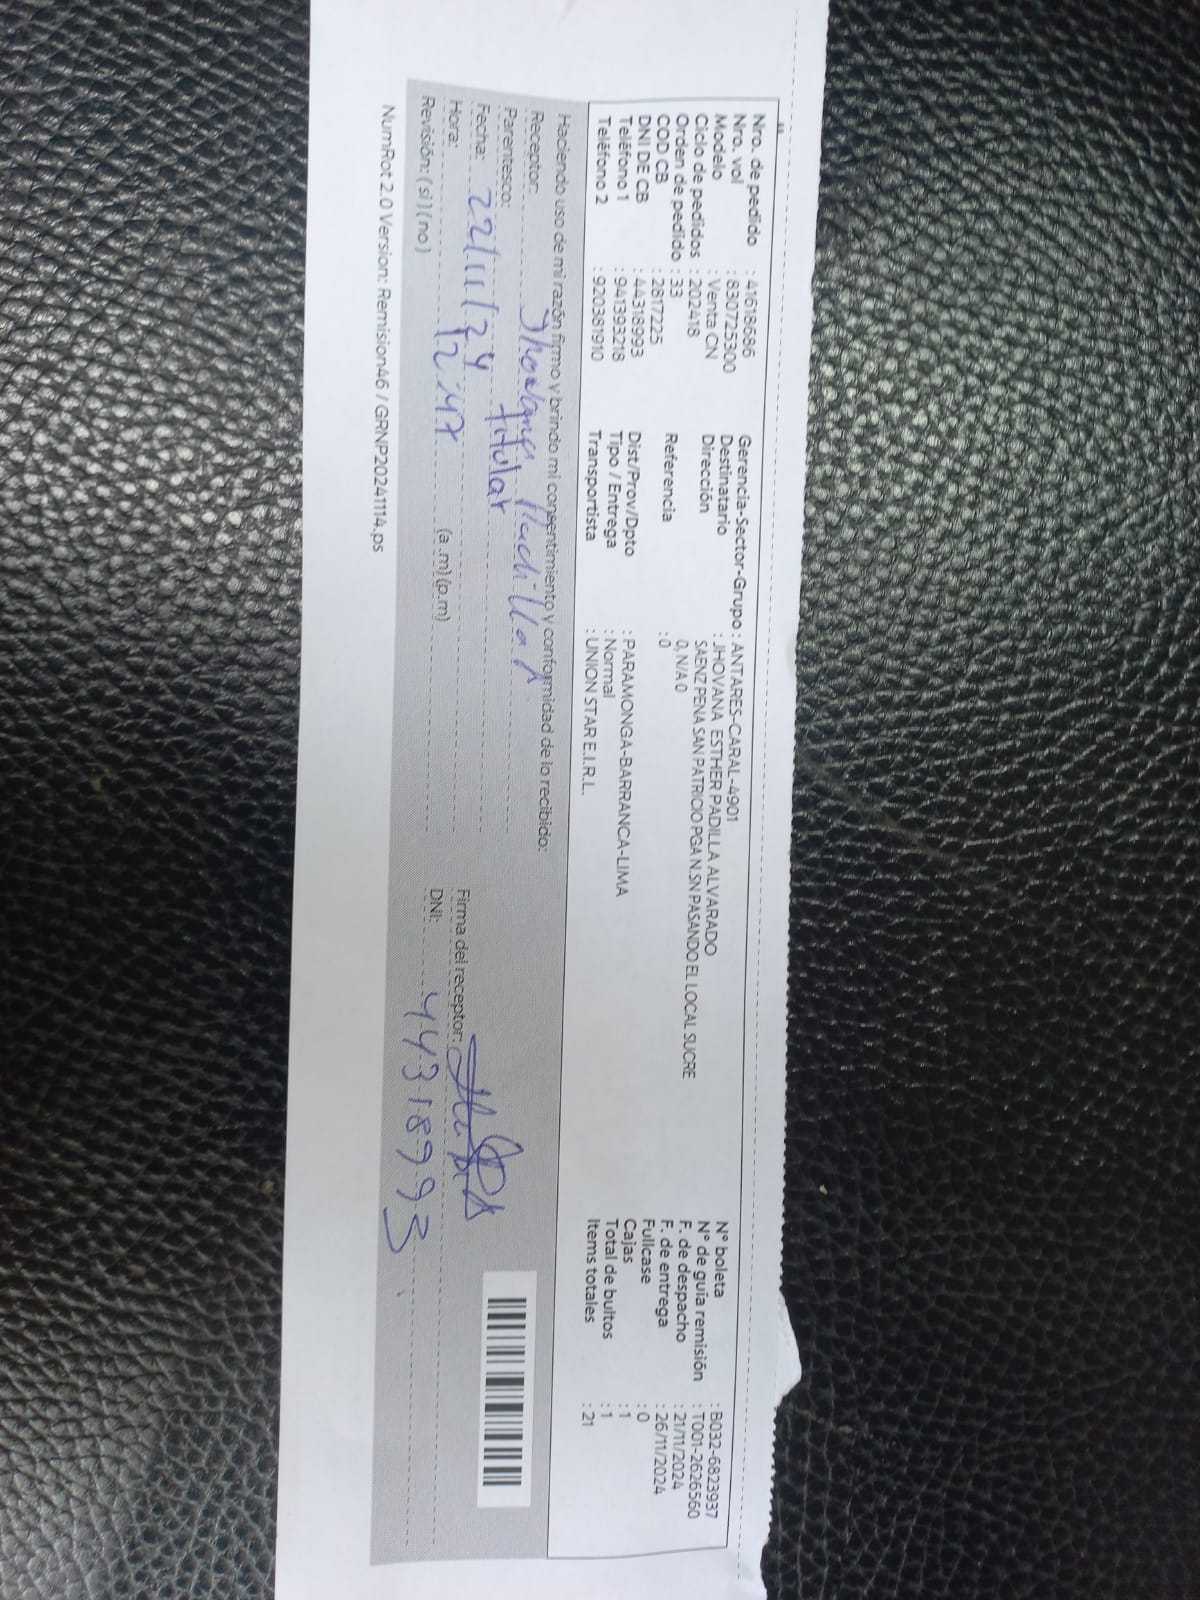 Nro. de pedido : 41618686
Nro. vol : 8307725300
Modelo : Venta CN
Ciclo de pedidos : 202418
Orden de pedido : 33
COD CB : 2817225
DNI DE CB : 44318993
Teléfono 1 : 944393218
Teléfono 2 : 920381910
Gerencia-Sector-Grupo : ANTARES-CARAL-4901
Destinatario : JHOVANA ESTHER PADILLA ALVARADO
Dirección SAENZ PENA SAN PATRICIO PGA N.SN PASANDO EL LOCAL SUCRE
0, N/A 0
Referencia : 0
Dist/Prov/Dpto : PARAMONGA-BARRANCA-LIMA
Tipo / Entrega : Normal
Transportista : UNION STAR E.I.R.L.
N° boleta : B032-6823937
N° de guía remisión : T001-2626560
F. de despacho : 21/11/2024
F. de entrega : 26/11/2024
Fullcase : 0
Cajas : 1
Total de bultos : 1
Items totales : 21
Haciendo uso de mi razón firmo y brindo mi consentimiento y conformidad de lo recibido:
Receptor: Jhovana Padilla A
Parentesco: titular
Fecha: 22/11/24
Hora: 12:47 (a .m) (p.m)
Revisión: ( si ) ( no )
Firma del receptor:
DNI: 44318993
NumRot 2.0 Version: Remision46 / GRNP20241114.ps